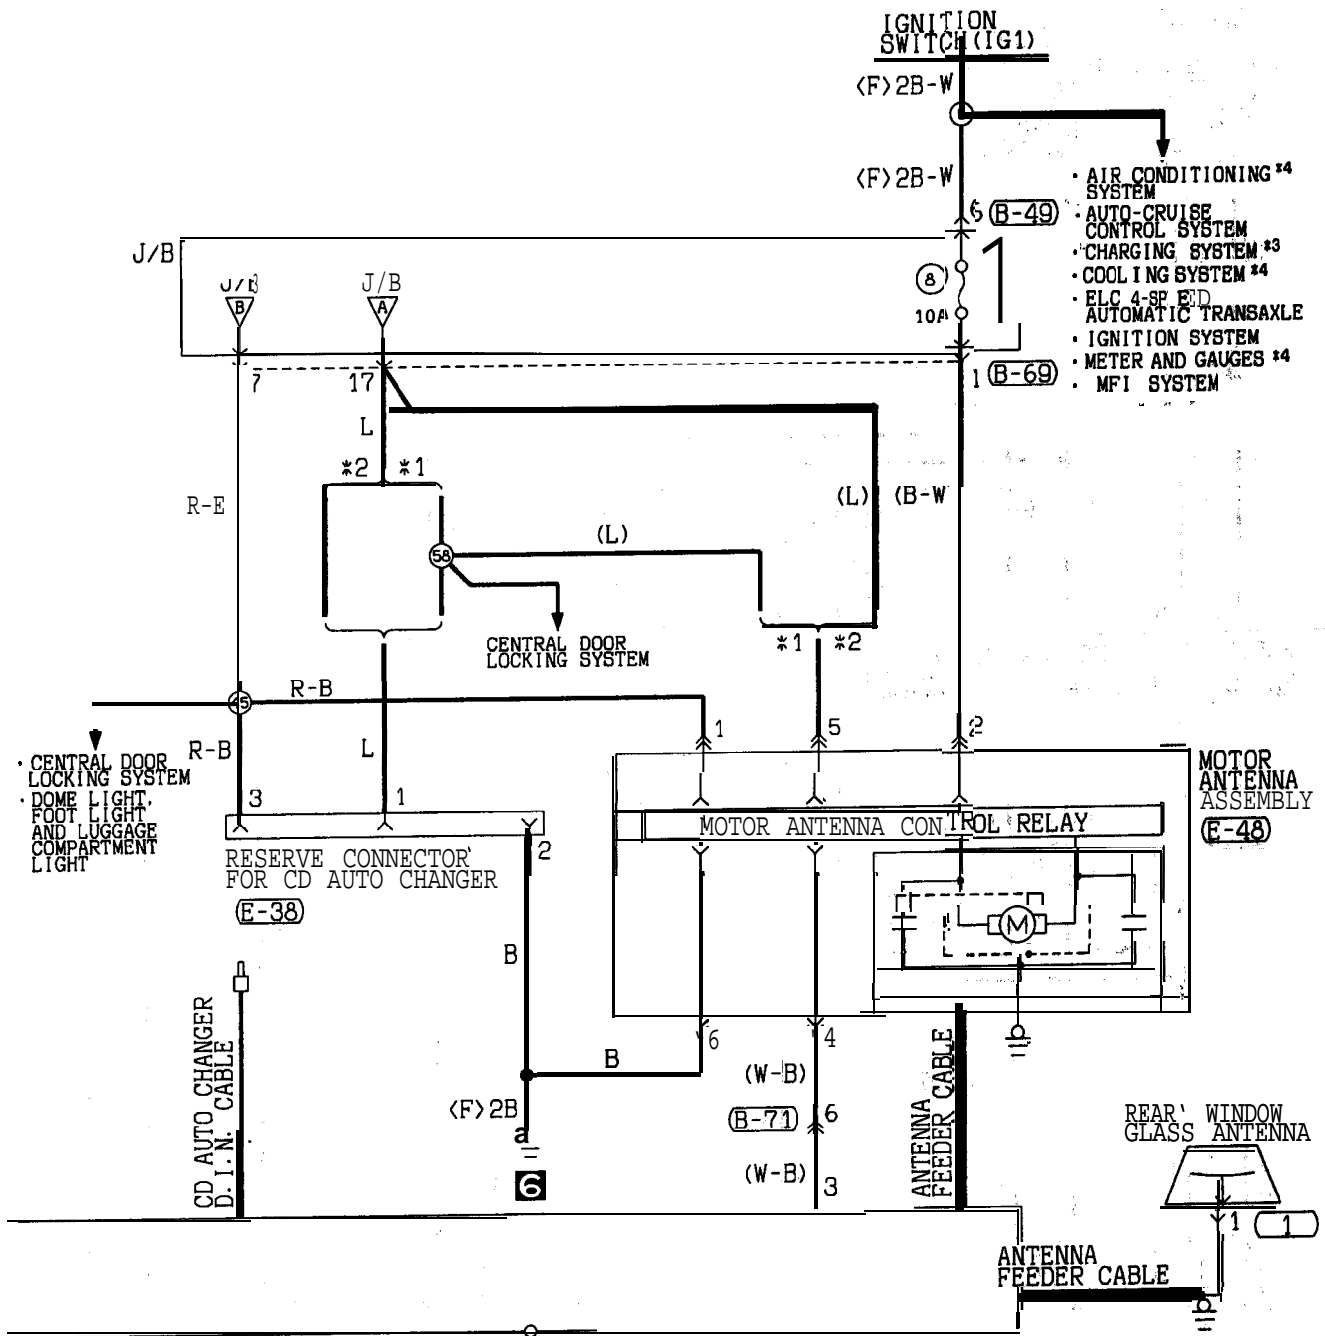 IGNITION
SWITCH (IG1)
<F>2B-W
<F>2B-W
6 (B-49)
· AIR CONDITIONING *4
SYSTEM
· AUTO-CRUISE
CONTROL SYSTEM
· CHARGING SYSTEM *3
· COOLING SYSTEM *4
· ELC 4-SPEED
AUTOMATIC TRANSAXLE
· IGNITION SYSTEM
· METER AND GAUGES *4
· MFI SYSTEM
J/B
J/B
B
J/B
A
8
10A
1
7
17
1 (B-69)
L
*2 *1
R-E
(L)
(L)
(B-W
58
CENTRAL DOOR
LOCKING SYSTEM
*1 *2
R-B
1
5
2
R-B
L
· CENTRAL DOOR
LOCKING SYSTEM
· DOME LIGHT,
FOOT LIGHT
AND LUGGAGE
COMPARTMENT
LIGHT
3
1
2
MOTOR
ANTENNA
ASSEMBLY
(E-48)
MOTOR ANTENNA CONTROL RELAY
RESERVE CONNECTOR
FOR CD AUTO CHANGER
(E-38)
M
B
B
6
4
(W-B)
<F>2B
(B-71) 6
a
6
(W-B)
3
CD AUTO CHANGER
D.I.N. CABLE
ANTENNA
FEEDER CABLE
REAR WINDOW
GLASS ANTENNA
1
1
ANTENNA
FEEDER CABLE